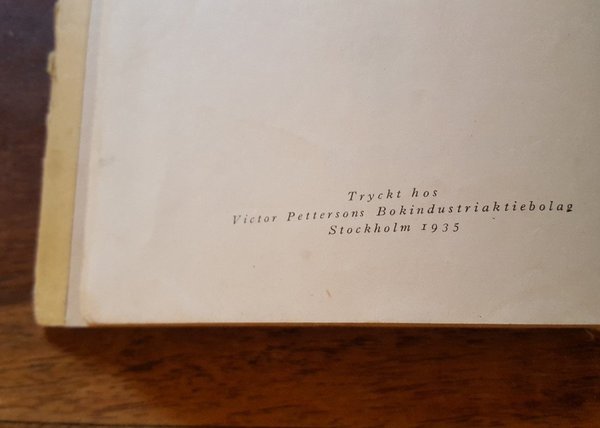 Tryckt hos
Victor Pettersons Bokindustriaktiebolag
Stockholm 1935